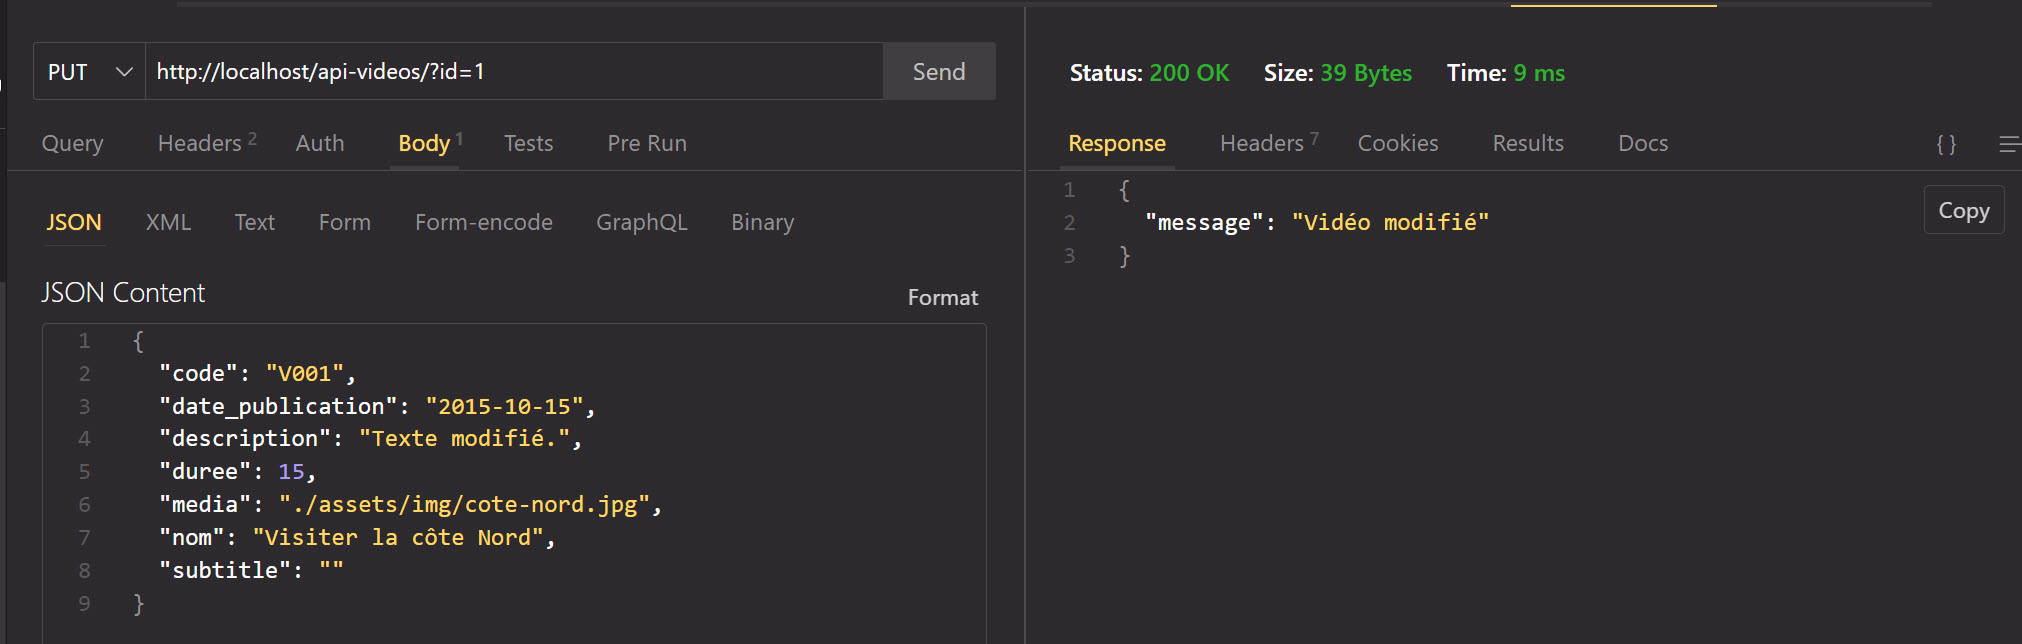 PUT http://localhost/api-videos/?id=1 Send
Query Headers 2 Auth Body 1 Tests Pre Run
JSON XML Text Form Form-encode GraphQL Binary
JSON Content Format
1 {
2 "code": "V001",
3 "date_publication": "2015-10-15",
4 "description": "Texte modifié.",
5 "duree": 15,
6 "media": "./assets/img/cote-nord.jpg",
7 "nom": "Visiter la côte Nord",
8 "subtitle": ""
9 }
Status: 200 OK Size: 39 Bytes Time: 9 ms
Response Headers 7 Cookies Results Docs { }
1 {
2 "message": "Vidéo modifié"
3 }
Copy